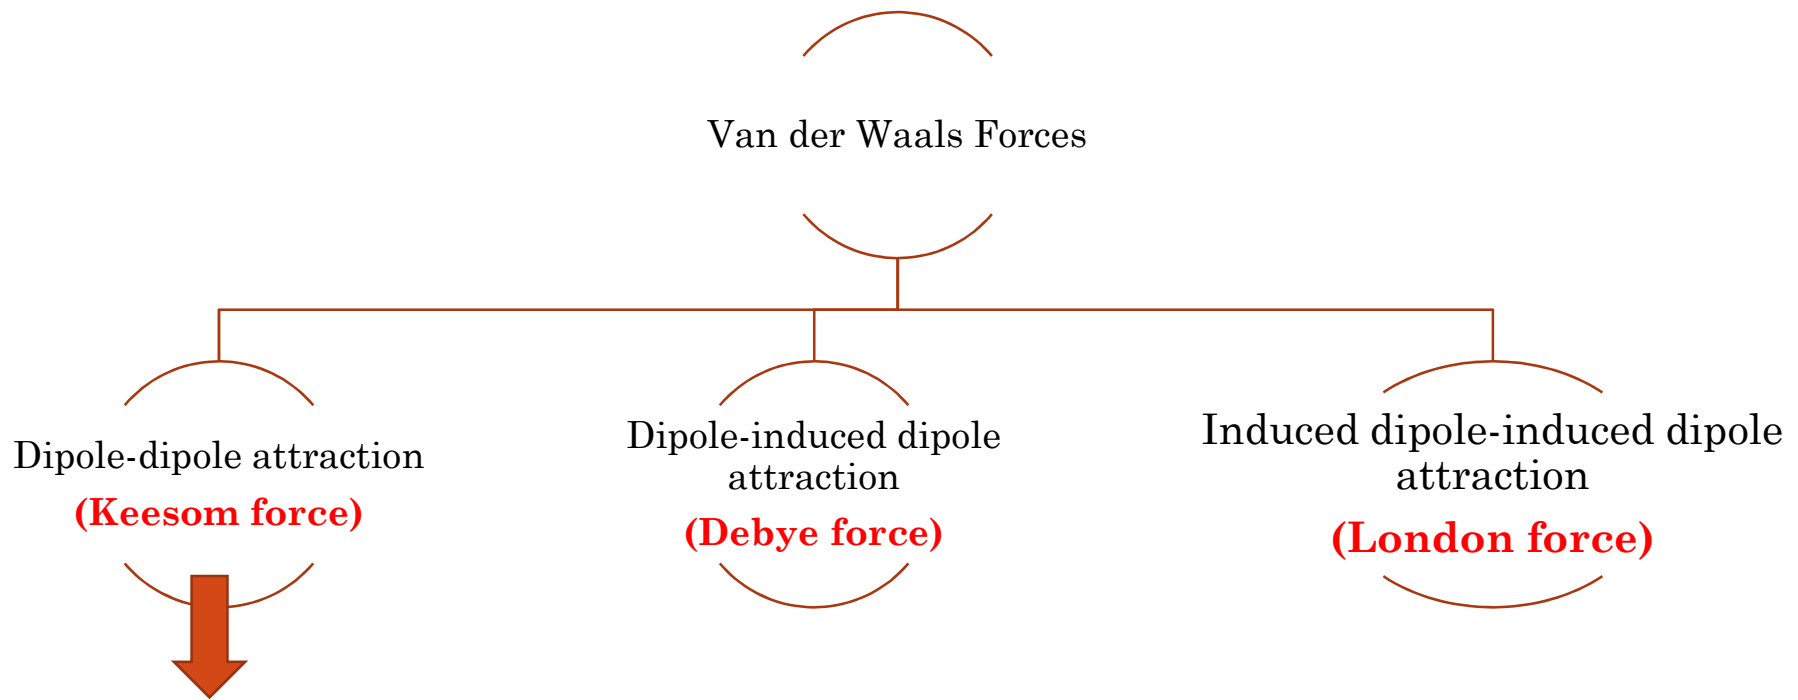 Van der Waals Forces
Dipole-dipole attraction
(Keesom force)
Dipole-induced dipole
attraction
(Debye force)
Induced dipole-induced dipole
attraction
(London force)